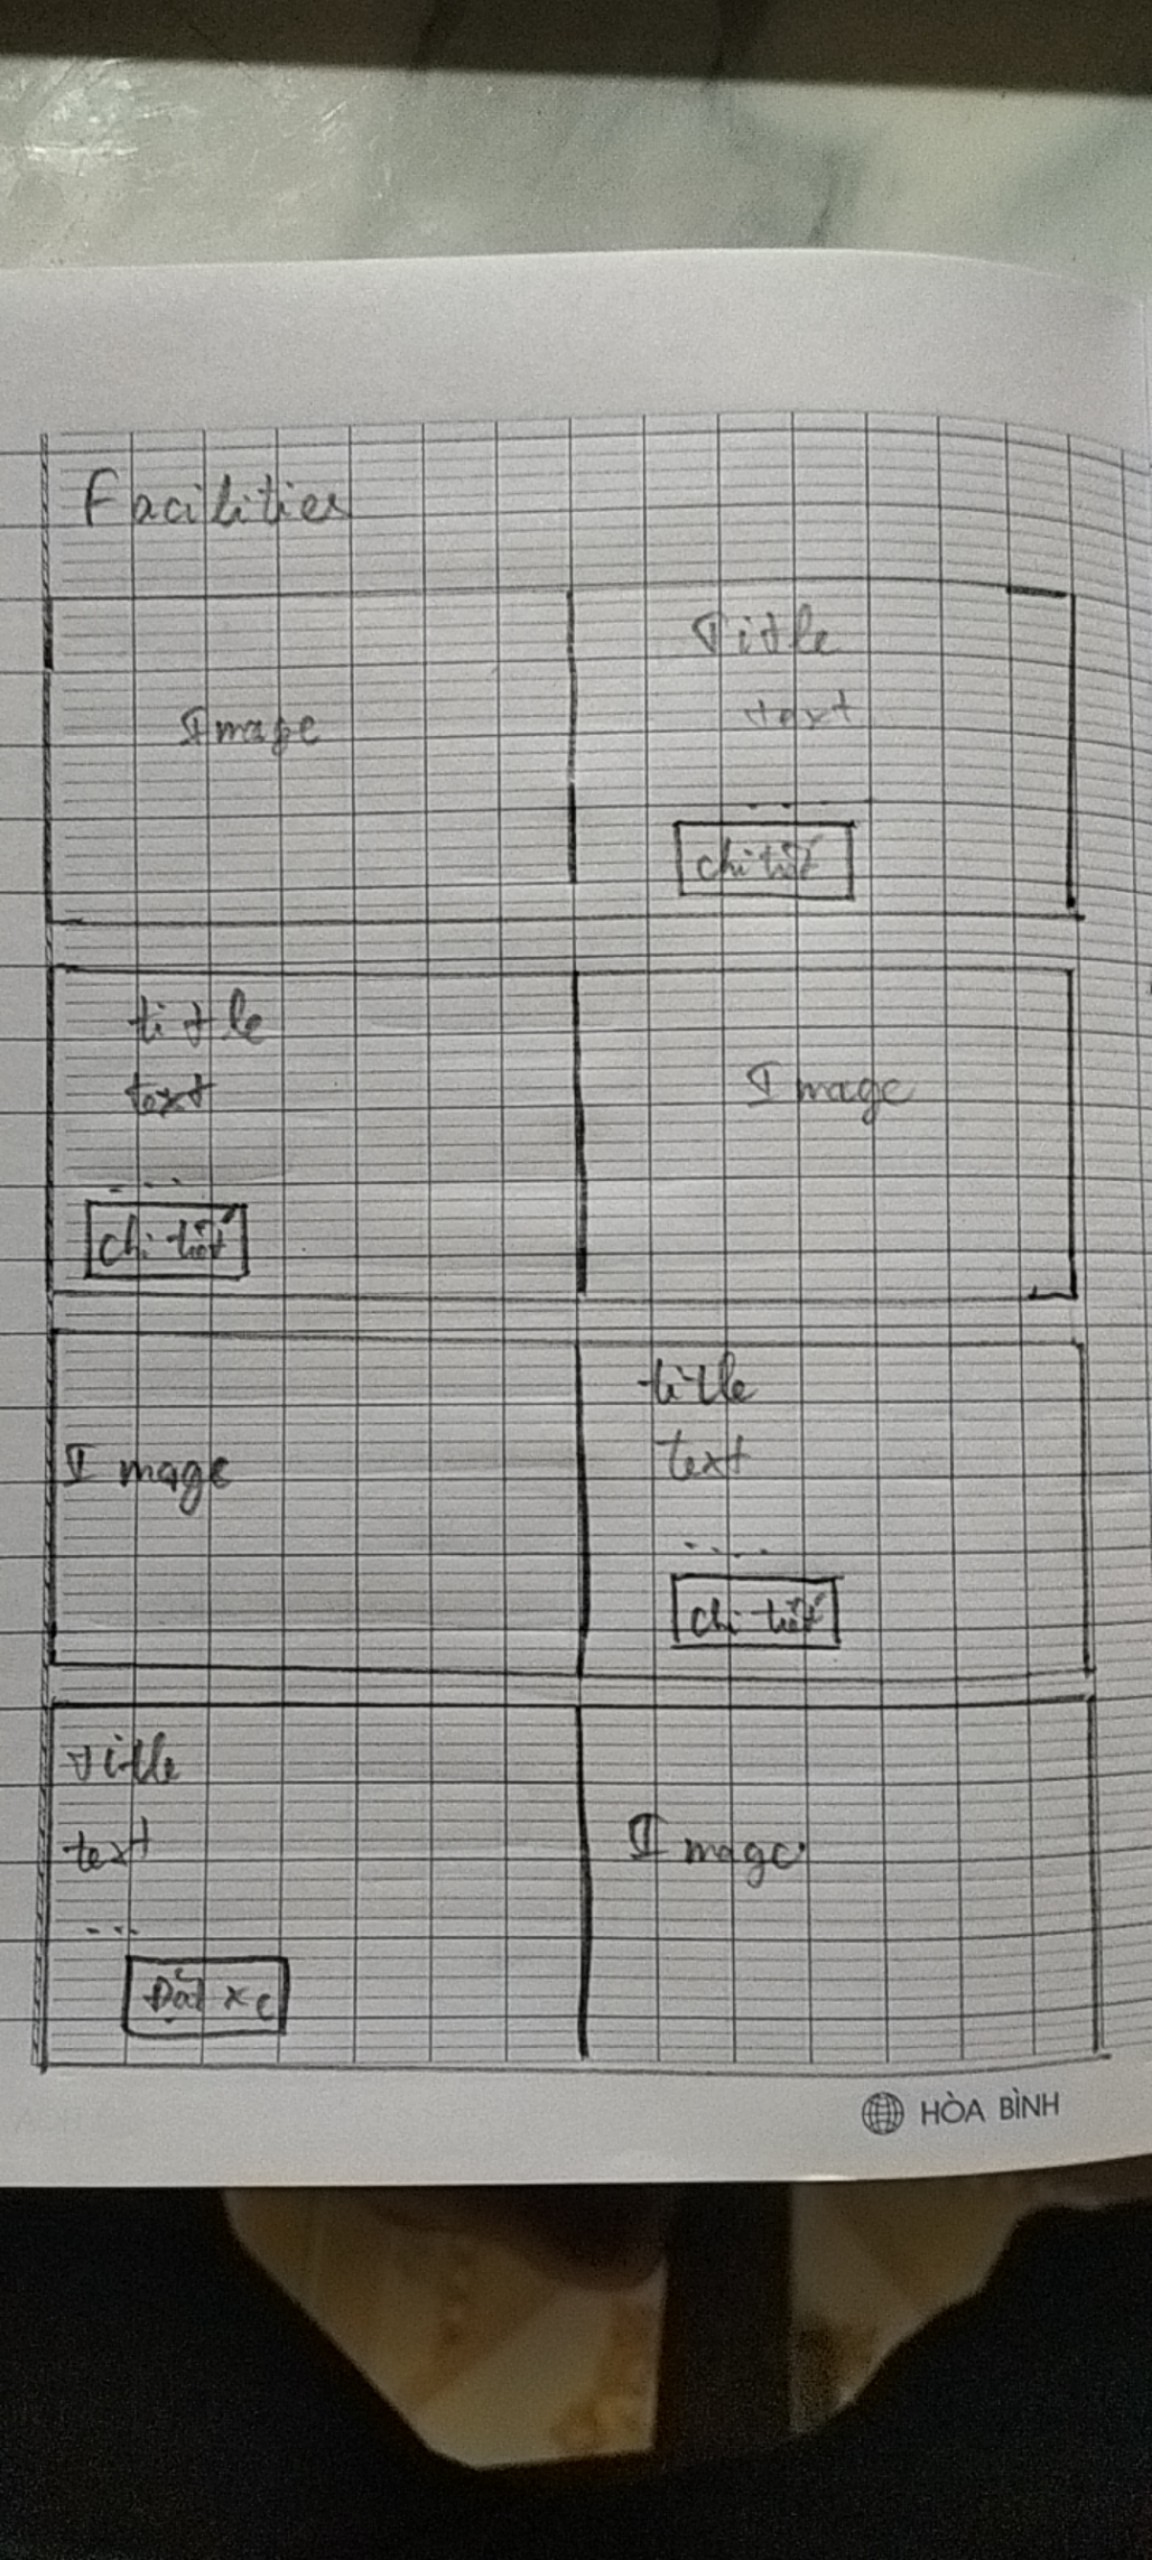 Facilities
Image
Title
text
....
Chi tiết
title
text
....
Chi tiết
Image
Image
title
text
....
Chi tiết
title
text
...
Đặt xe
Image
HÒA BÌNH